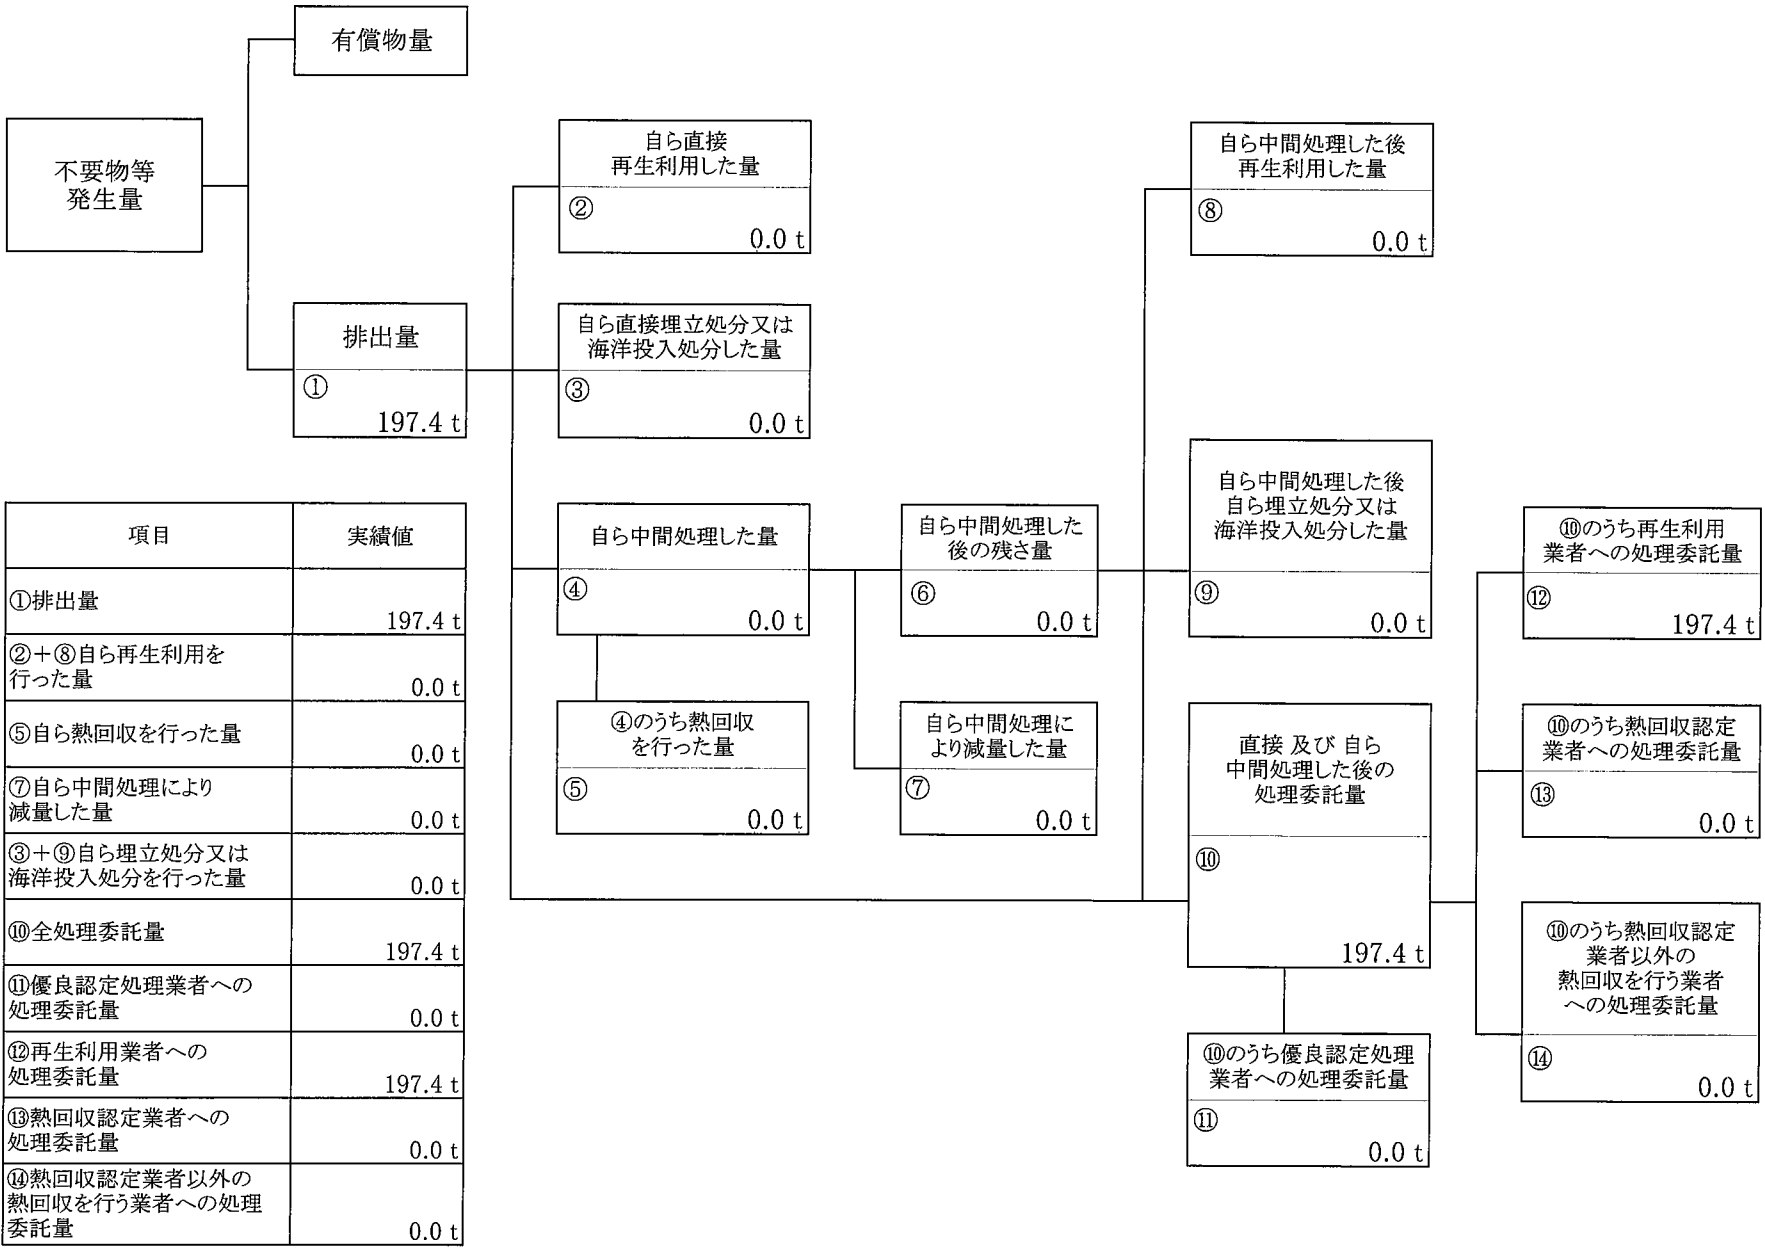 有償物量
不要物等
発生量
自ら直接
再生利用した量
②
0.0 t
自ら中間処理した後
再生利用した量
⑧
0.0 t
排出量
①
197.4 t
自ら直接埋立処分又は
海洋投入処分した量
③
0.0 t
自ら中間処理した量
④
0.0 t
自ら中間処理した
後の残さ量
⑥
0.0 t
自ら中間処理した後
自ら埋立処分又は
海洋投入処分した量
⑨
0.0 t
⑩のうち再生利用
業者への処理委託量
⑫
197.4 t
④のうち熱回収
を行った量
⑤
0.0 t
自ら中間処理に
より減量した量
⑦
0.0 t
直接 及び 自ら
中間処理した後の
処理委託量
⑩
197.4 t
⑩のうち熱回収認定
業者への処理委託量
⑬
0.0 t
⑩のうち熱回収認定
業者以外の
熱回収を行う業者
への処理委託量
⑭
0.0 t
⑩のうち優良認定処理
業者への処理委託量
⑪
0.0 t
項目 実績値
①排出量
197.4 t
②+⑧自ら再生利用を
行った量
0.0 t
⑤自ら熱回収を行った量
0.0 t
⑦自ら中間処理により
減量した量
0.0 t
③+⑨自ら埋立処分又は
海洋投入処分を行った量
0.0 t
⑩全処理委託量
197.4 t
⑪優良認定処理業者への
処理委託量
0.0 t
⑫再生利用業者への
処理委託量
197.4 t
⑬熱回収認定業者への
処理委託量
0.0 t
⑭熱回収認定業者以外の
熱回収を行う業者への処理
委託量
0.0 t